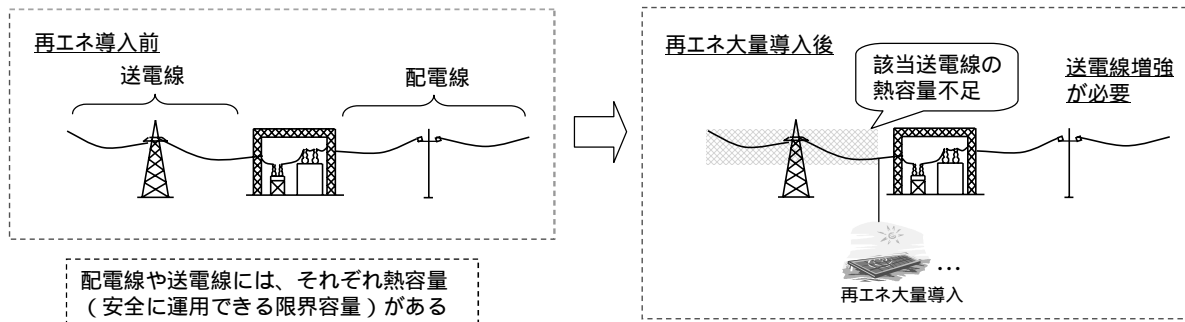 再エネ導入前
送電線
配電線
配電線や送電線には、それぞれ熱容量
(安全に運用できる限界容量)がある
再エネ大量導入後
該当送電線の
熱容量不足
送電線増強
が必要
…
再エネ大量導入